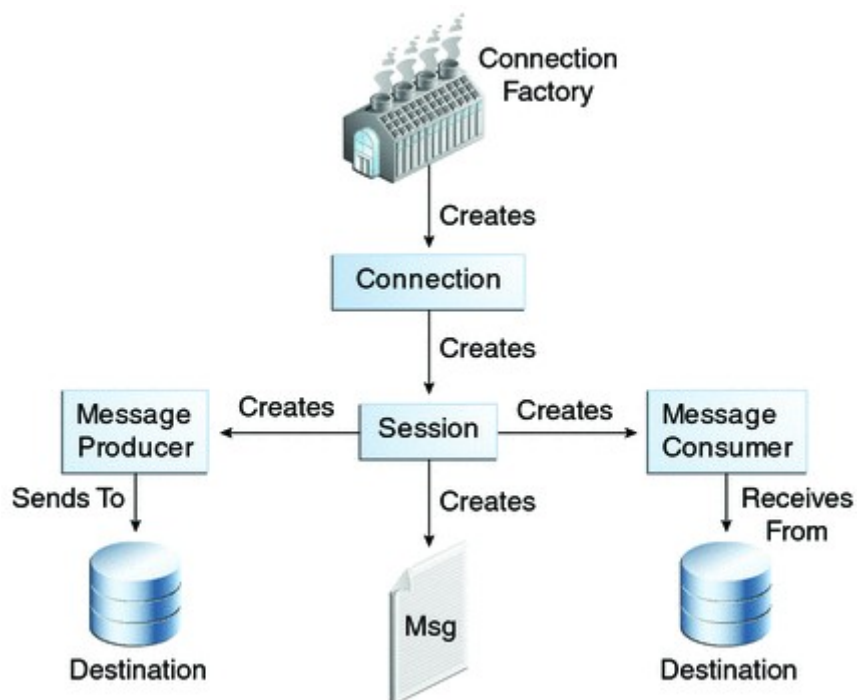 Connection
Factory
Creates
Connection
Creates
Message
Producer
Creates
Session
Creates
Message
Consumer
Sends To
Creates
Receives
From
Msg
Destination
Destination